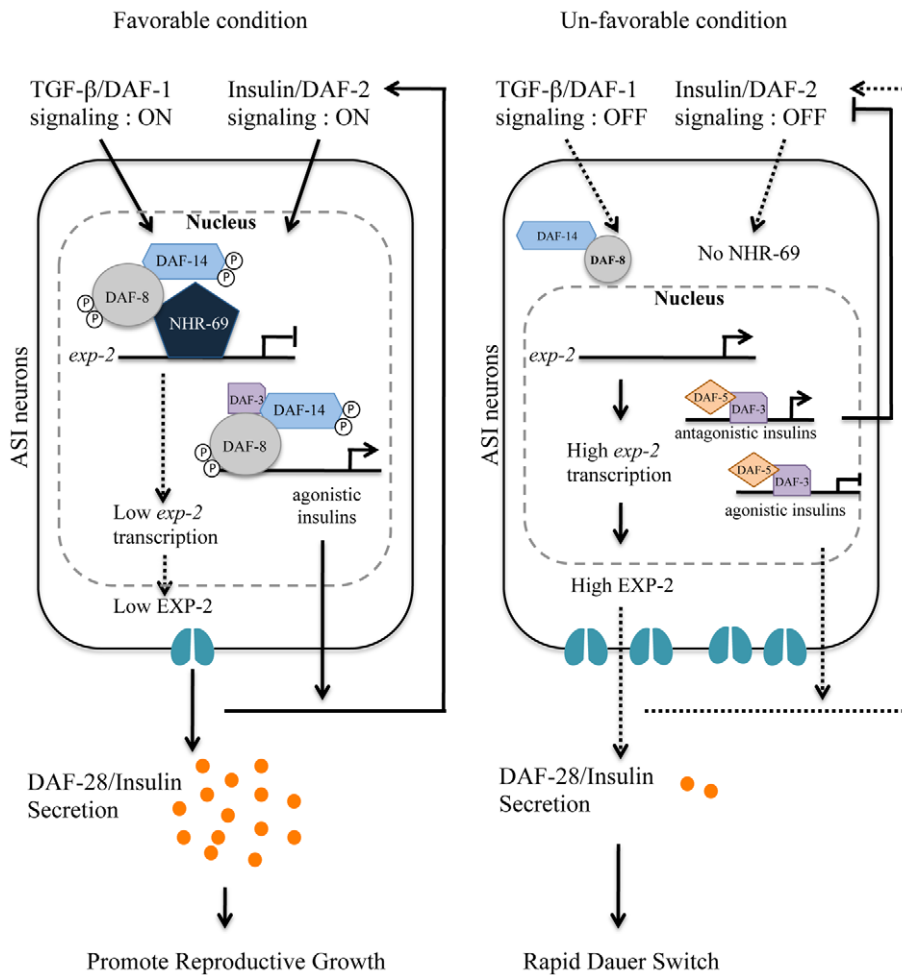 Favorable condition
TGF-β/DAF-1
signaling : ON
Insulin/DAF-2
signaling : ON
ASI neurons
Nucleus
DAF-14
P
P
DAF-8
P
P
NHR-69
exp-2
DAF-3
DAF-14
P
P
DAF-8
P
P
agonistic
insulins
Low exp-2
transcription
Low EXP-2
DAF-28/Insulin
Secretion
Promote Reproductive Growth
Un-favorable condition
TGF-β/DAF-1
signaling : OFF
Insulin/DAF-2
signaling : OFF
ASI neurons
DAF-14
DAF-8
No NHR-69
Nucleus
exp-2
DAF-5
DAF-3
antagonistic insulins
High exp-2
transcription
DAF-5
DAF-3
agonistic insulins
High EXP-2
DAF-28/Insulin
Secretion
Rapid Dauer Switch